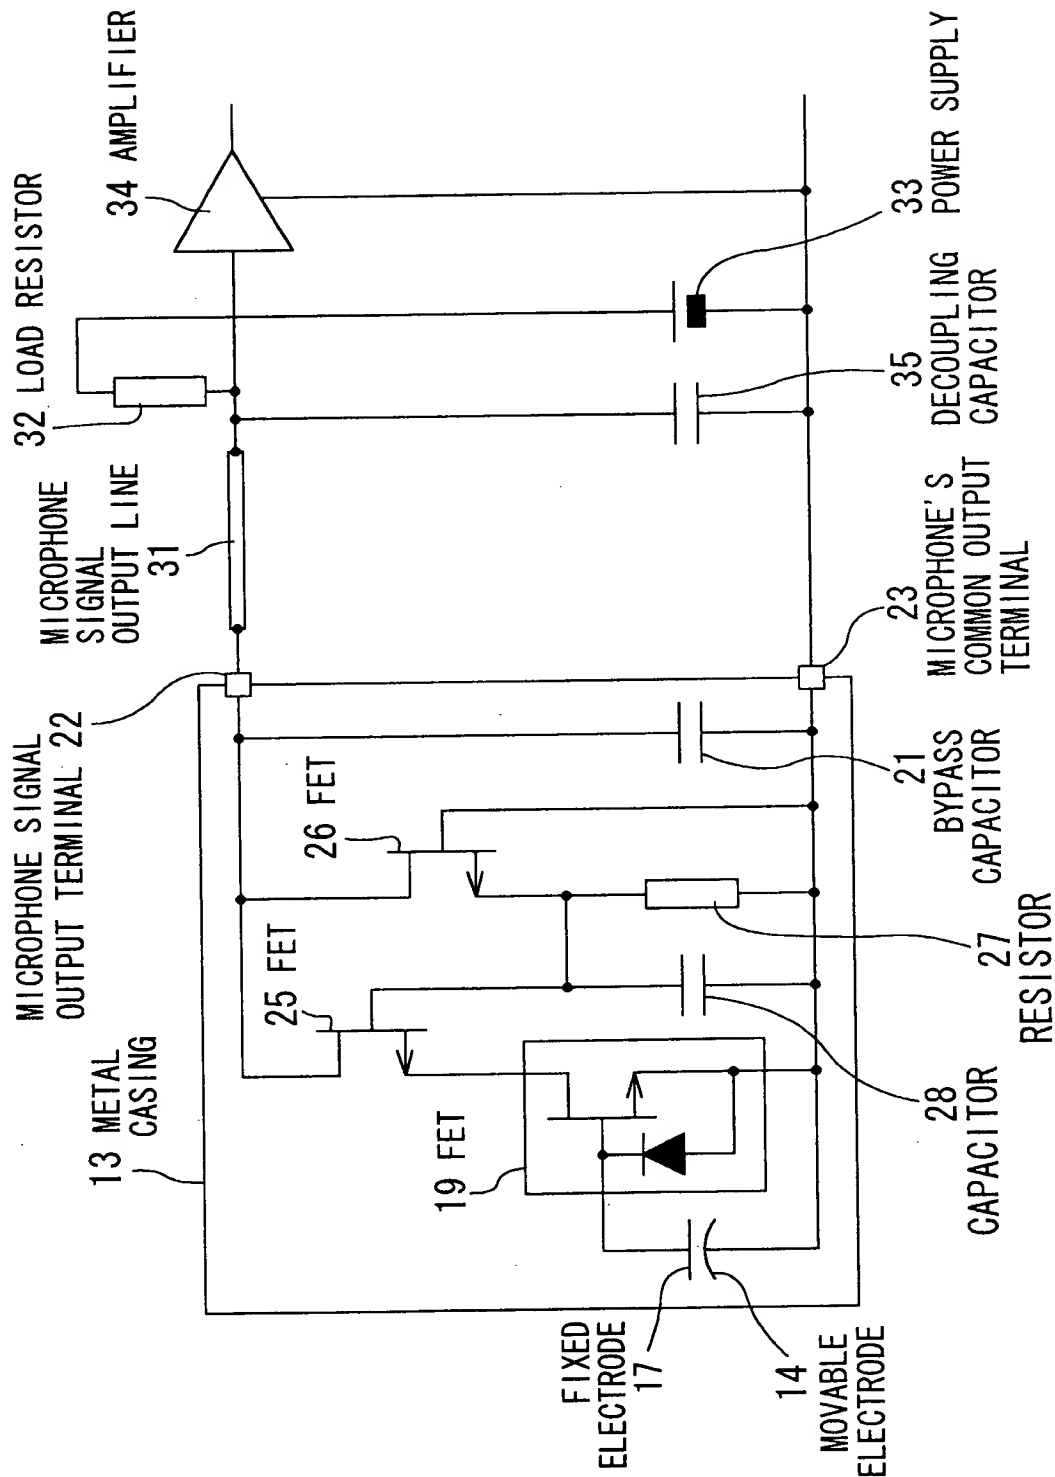 13 METAL
CASING
MICROPHONE SIGNAL
OUTPUT TERMINAL 22
MICROPHONE
SIGNAL
OUTPUT LINE
31
32 LOAD RESISTOR
34 AMPLIFIER
25 FET
26 FET
19 FET
FIXED
ELECTRODE
17
14
MOVABLE
ELECTRODE
28
CAPACITOR
27
RESISTOR
21
BYPASS
CAPACITOR
23
MICROPHONE'S
COMMON OUTPUT
TERMINAL
35
DECOUPLING
CAPACITOR
33
POWER SUPPLY